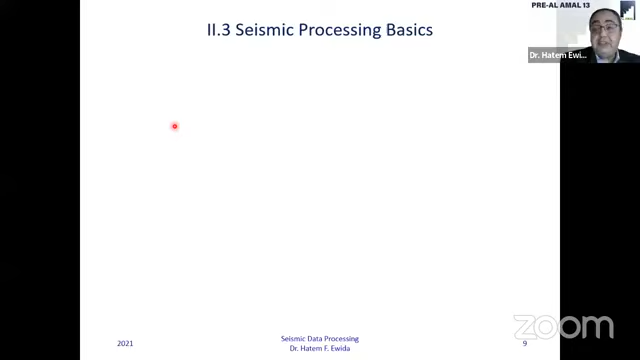 PRE-AL AMAL 13
II.3 Seismic Processing Basics
Dr. Hatem Ewi...
2021
Seismic Data Processing
Dr. Hatem F. Ewida
9
zoom